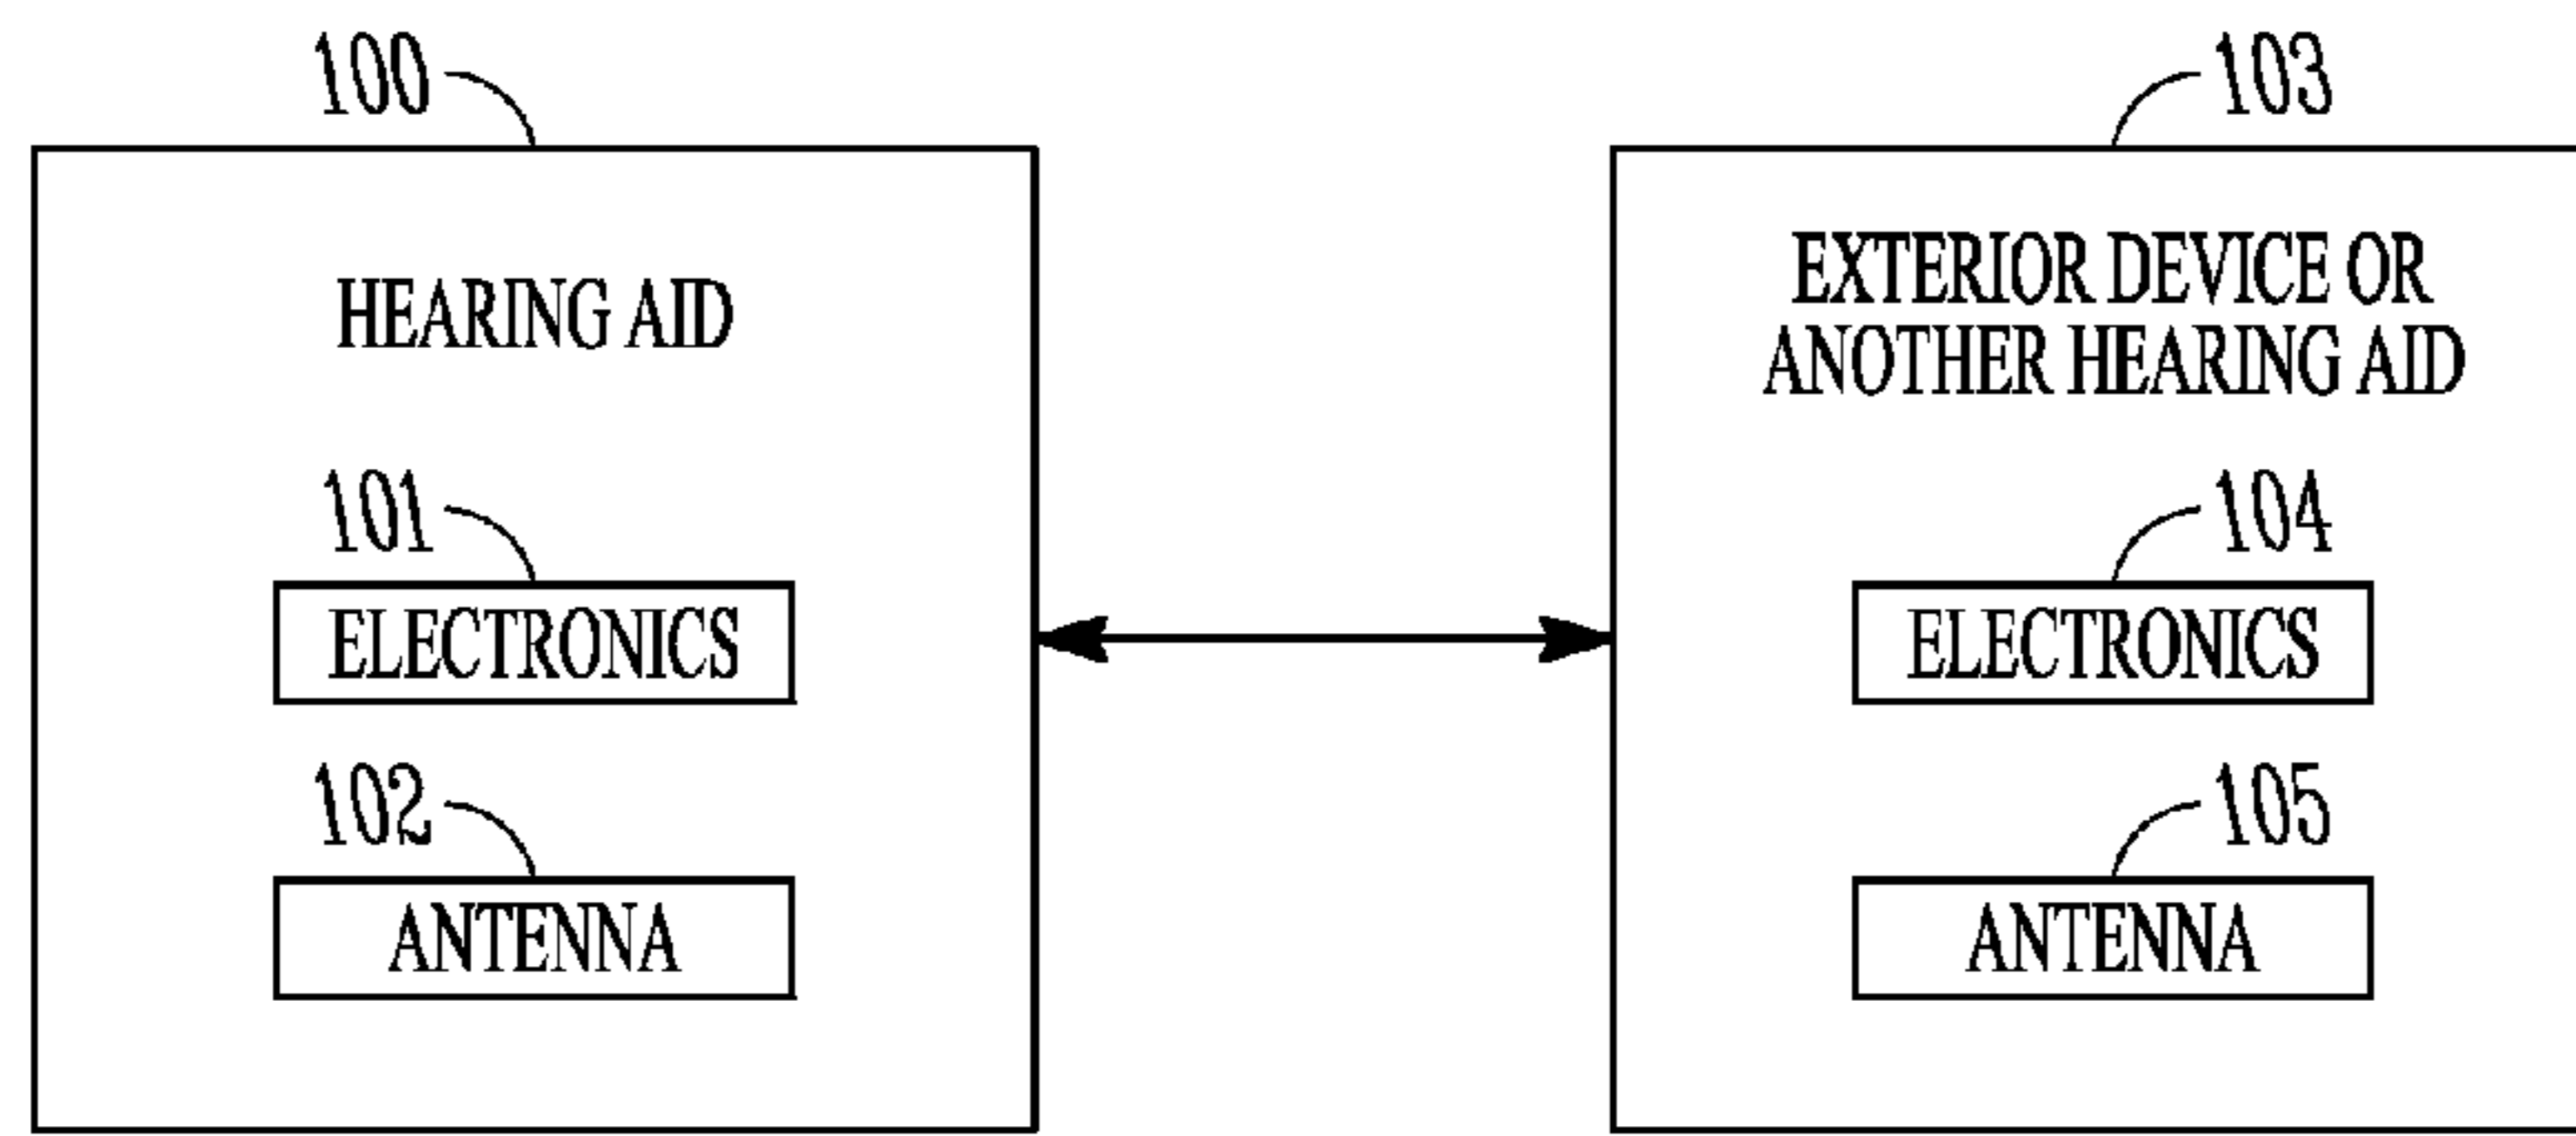 100
HEARING AID
101
ELECTRONICS
102
ANTENNA
103
EXTERIOR DEVICE OR
ANOTHER HEARING AID
104
ELECTRONICS
105
ANTENNA